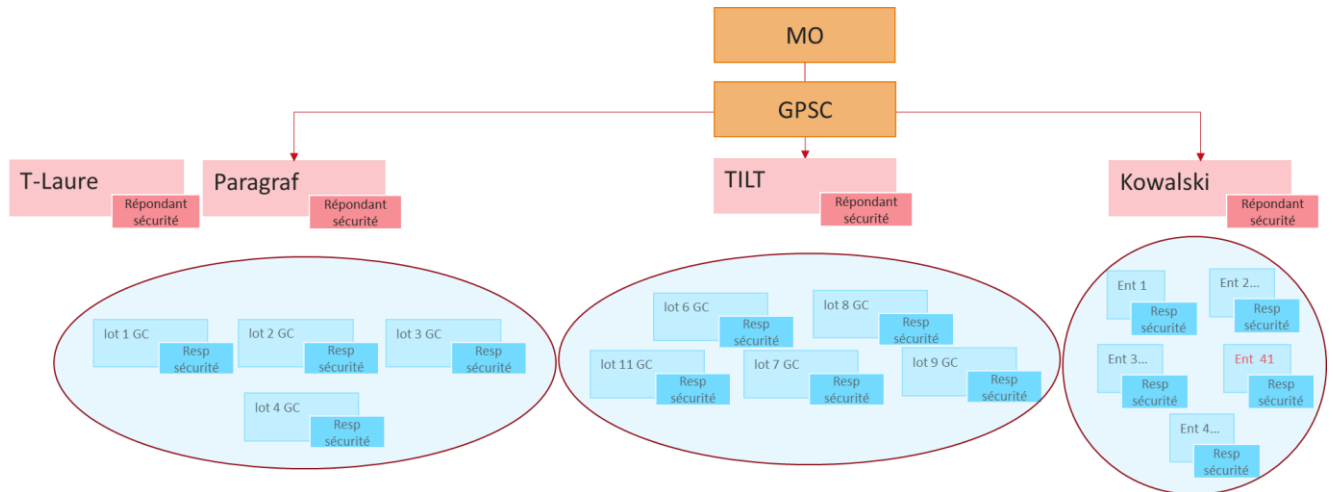 MO
GPSC
T-Laure
Répondant
sécurité
Paragraf
Répondant
sécurité
TILT
Répondant
sécurité
Kowalski
Répondant
sécurité
lot 1 GC
Resp
sécurité
lot 2 GC
Resp
sécurité
lot 3 GC
Resp
sécurité
lot 4 GC
Resp
sécurité
lot 6 GC
Resp
sécurité
lot 8 GC
Resp
sécurité
lot 11 GC
Resp
sécurité
lot 7 GC
Resp
sécurité
lot 9 GC
Resp
sécurité
Ent 1
Resp
sécurité
Ent 2...
Resp
sécurité
Ent 3...
Resp
sécurité
Ent 41
Resp
sécurité
Ent 4...
Resp
sécurité